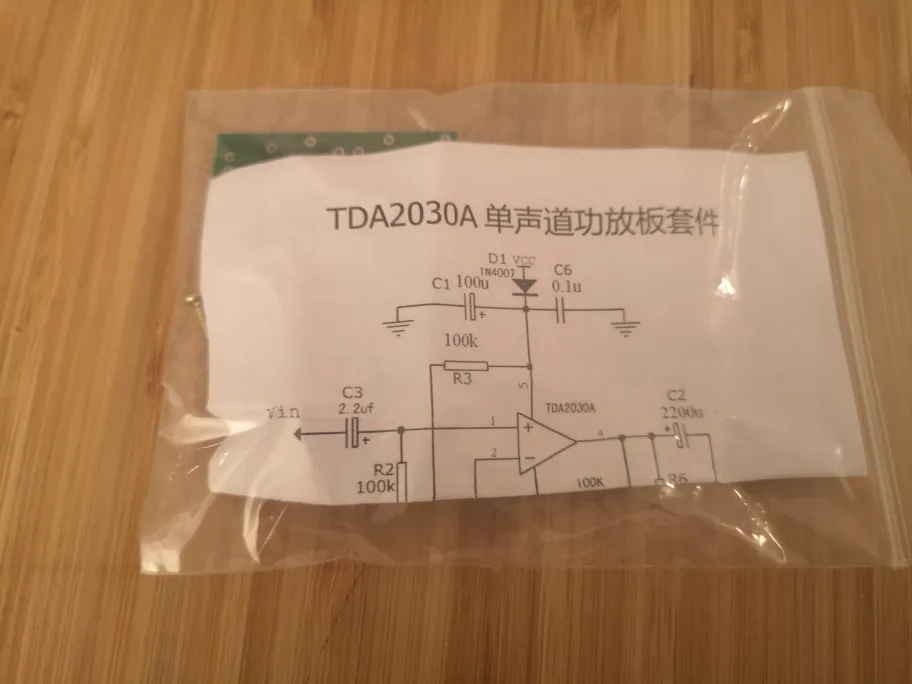 TDA2030A 单声道功放板套件
D1 VCC
1N4007
C6
C1 100u
0.1u
+
100k
R3
5
C3
2.2uf
C2
2200u
TDA2030A
Vin
+
1
+
4
+
2
−
R2
100k
100K
R6